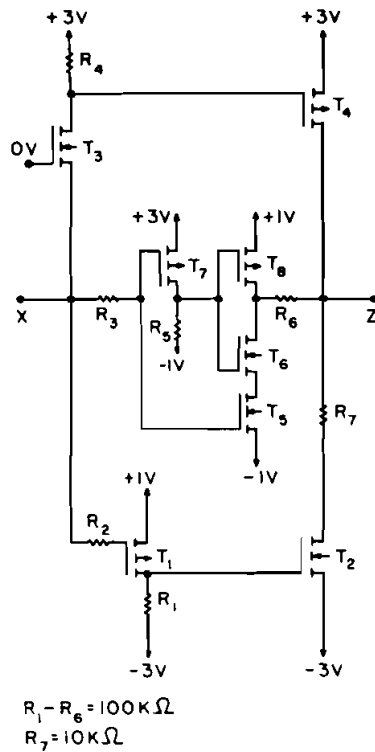 +3V +3V
R4
T4
T3
OV
+3V +1V
T7 T8
X R3 R5 R6 Z
-1V
T6
R7
T5
+1V -1V
R2
T1 T2
R1
-3V -3V
R1-R6=100KΩ
R7=10KΩ